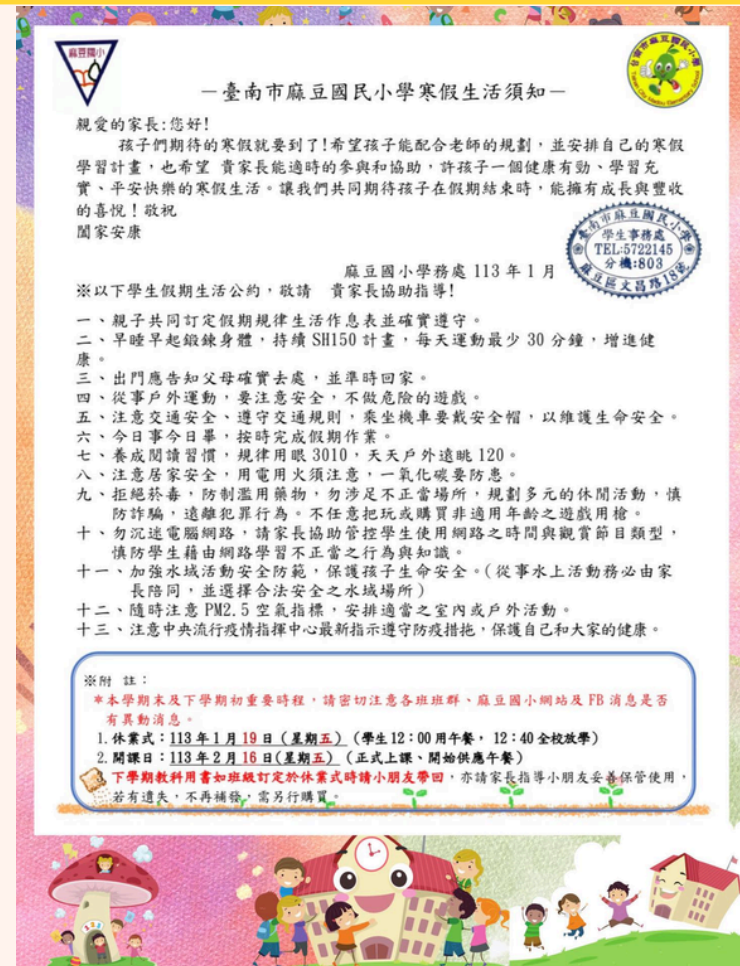 麻豆國小
台南市麻豆國民小學
Tainan City Madou Elementary School
－臺南市麻豆國民小學寒假生活須知－
親愛的家長:您好!
孩子們期待的寒假就要到了!希望孩子能配合老師的規劃，並安排自己的寒假
學習計畫，也希望 貴家長能適時的參與和協助，許孩子一個健康有勁、學習充
實、平安快樂的寒假生活。讓我們共同期待孩子在假期結束時，能擁有成長與豐收
的喜悅！敬祝
闔家安康
臺南市麻豆國民小學
學生事務處
TEL:5722145
分機:803
麻豆區文昌路18號
麻豆國小學務處 113 年 1 月
※以下學生假期生活公約，敬請　貴家長協助指導!
一、親子共同訂定假期規律生活作息表並確實遵守。
二、早睡早起鍛鍊身體，持續 SH150 計畫，每天運動最少 30 分鐘，增進健
康。
三、出門應告知父母確實去處，並準時回家。
四、從事戶外運動，要注意安全，不做危險的遊戲。
五、注意交通安全、遵守交通規則，乘坐機車要戴安全帽，以維護生命安全。
六、今日事今日畢，按時完成假期作業。
七、養成閱讀習慣，規律用眼 3010，天天戶外遠眺 120。
八、注意居家安全，用電用火須注意，一氧化碳要防患。
九、拒絕菸毒，防制濫用藥物，勿涉足不正當場所，規劃多元的休閒活動，慎
防詐騙，遠離犯罪行為。不任意把玩或購買非適用年齡之遊戲用槍。
十、勿沉迷電腦網路，請家長協助管控學生使用網路之時間與觀賞節目類型，
慎防學生藉由網路學習不正當之行為與知識。
十一、加強水域活動安全防範，保護孩子生命安全。(從事水上活動務必由家
長陪同，並選擇合法安全之水域場所)
十二、隨時注意 PM2.5 空氣指標，安排適當之室內或戶外活動。
十三、注意中央流行疫情指揮中心最新指示遵守防疫措拖，保護自己和大家的健康。
※附 註：
*本學期末及下學期初重要時程，請密切注意各班班群、麻豆國小網站及 FB 消息是否
有異動消息。
1.休業式：113 年 1 月 19 日（星期五）(學生12：00 用午餐， 12：40 全校放學)
2.開課日：113 年 2 月 16 日(星期五）(正式上課、開始供應午餐)
下學期教科用書如班級訂定於休業式時請小朋友帶回，亦請家長指導小朋友妥善保管使用，
若有遺失，不再補發，需另行購買。